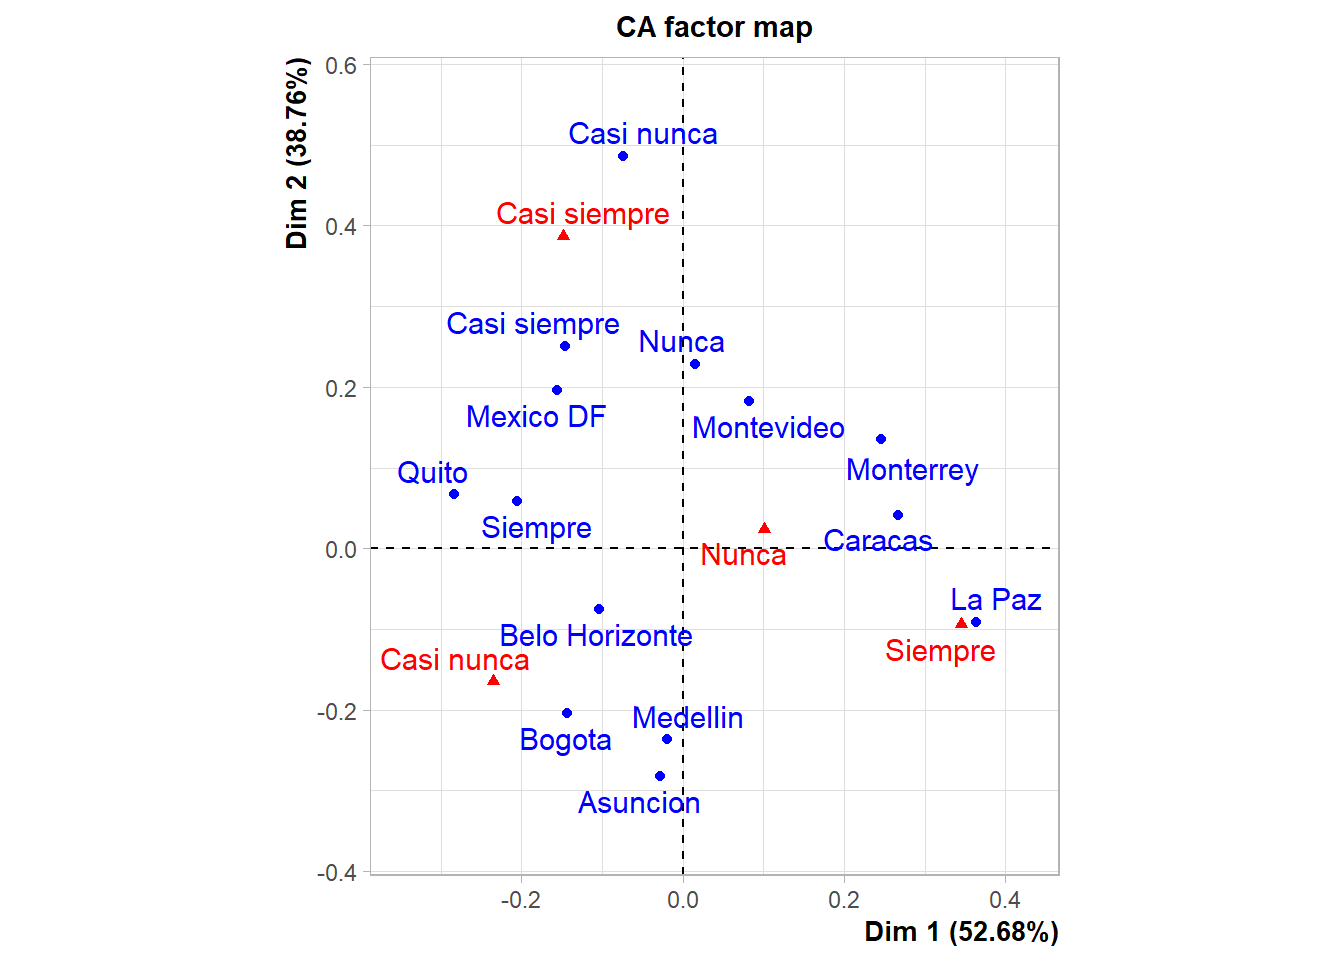 CA factor map
Dim 2 (38.76%)
0.6
0.4
0.2
0.0
-0.2
-0.4
Casi nunca
Casi siempre
Casi siempre
Nunca
Mexico DF
Montevideo
Monterrey
Quito
Siempre
Caracas
Nunca
La Paz
Belo Horizonte
Siempre
Casi nunca
Medellin
Bogota
Asuncion
-0.2
0.0
0.2
0.4
Dim 1 (52.68%)